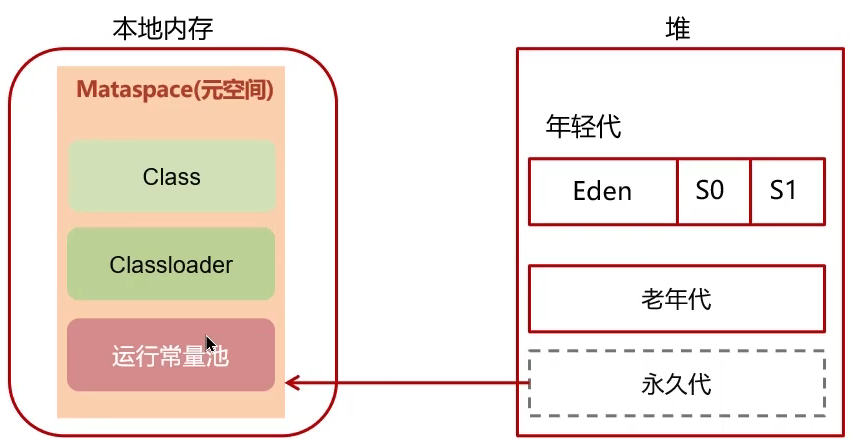 本地内存
Mataspace(元空间)
Class
Classloader
运行常量池
堆
年轻代
Eden
S0
S1
老年代
永久代